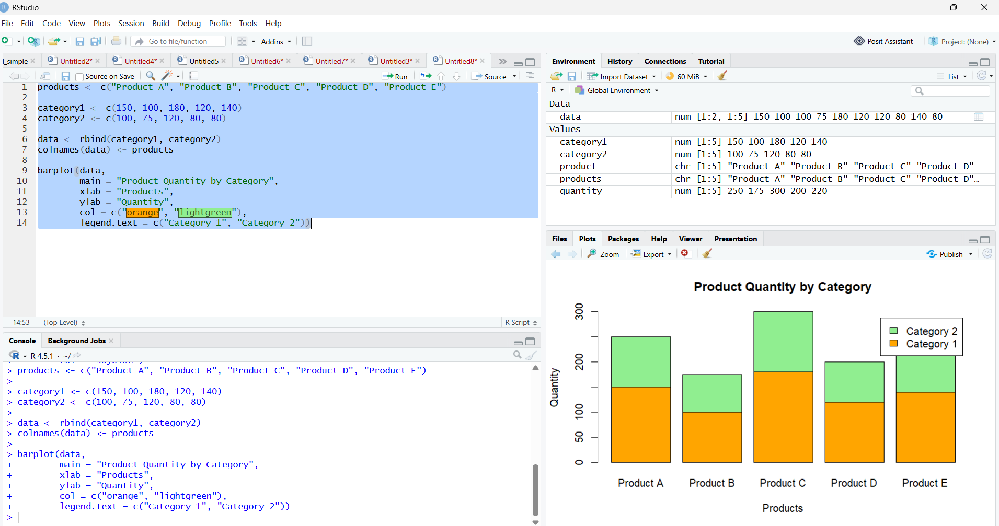 RStudio
File Edit Code View Plots Session Build Debug Profile Tools Help
Go to file/function Addins Posit Assistant Project: (None)
l_simple Untitled2* Untitled4* Untitled5 Untitled6* Untitled7* Untitled3* Untitled8*
Source on Save Run Source
1 products <- c("Product A", "Product B", "Product C", "Product D", "Product E")
2
3 category1 <- c(150, 100, 180, 120, 140)
4 category2 <- c(100, 75, 120, 80, 80)
5
6 data <- rbind(category1, category2)
7 colnames(data) <- products
8
9 barplot(data,
10 main = "Product Quantity by Category",
11 xlab = "Products",
12 ylab = "Quantity",
13 col = c("orange", "lightgreen"),
14 legend.text = c("Category 1", "Category 2"))
14:53 (Top Level) R Script
Console Background Jobs
R 4.5.1 · ~/
> products <- c("Product A", "Product B", "Product C", "Product D", "Product E")
>
> category1 <- c(150, 100, 180, 120, 140)
> category2 <- c(100, 75, 120, 80, 80)
>
> data <- rbind(category1, category2)
> colnames(data) <- products
>
> barplot(data,
+ main = "Product Quantity by Category",
+ xlab = "Products",
+ ylab = "Quantity",
+ col = c("orange", "lightgreen"),
+ legend.text = c("Category 1", "Category 2"))
>
Environment History Connections Tutorial
Import Dataset 60 MiB List
R Global Environment
Data
data num [1:2, 1:5] 150 100 100 75 180 120 120 80 140 80
Values
category1 num [1:5] 150 100 180 120 140
category2 num [1:5] 100 75 120 80 80
product chr [1:5] "Product A" "Product B" "Product C" "Product D"…
products chr [1:5] "Product A" "Product B" "Product C" "Product D"…
quantity num [1:5] 250 175 300 200 220
Files Plots Packages Help Viewer Presentation
Zoom Export Publish
Product Quantity by Category
300
200
100
50
0
Quantity
Category 2
Category 1
Product A Product B Product C Product D Product E
Products